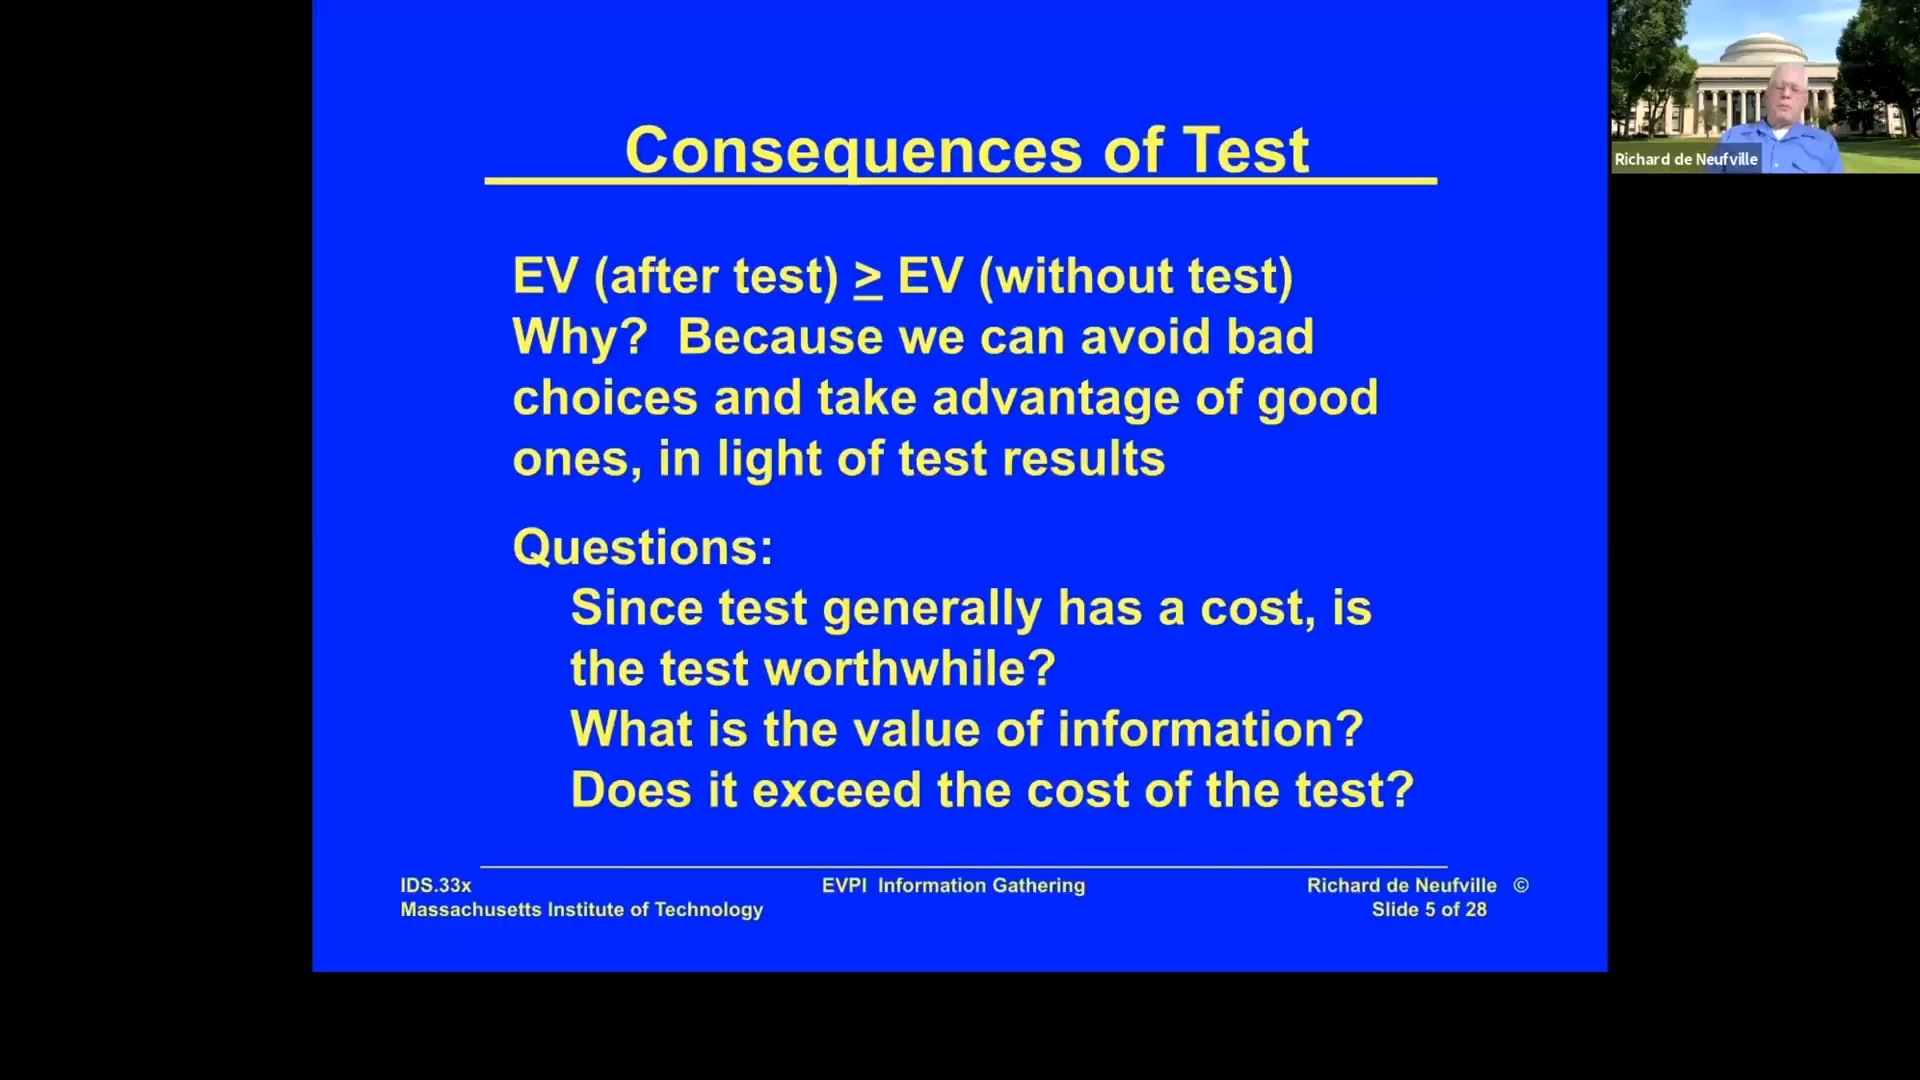 Consequences of Test
EV (after test) ≥ EV (without test)
Why?  Because we can avoid bad
choices and take advantage of good
ones, in light of test results
Questions:
Since test generally has a cost, is
the test worthwhile?
What is the value of information?
Does it exceed the cost of the test?
IDS.33x
Massachusetts Institute of Technology
EVPI  Information Gathering
Richard de Neufville ©
Slide 5 of 28
Richard de Neufville